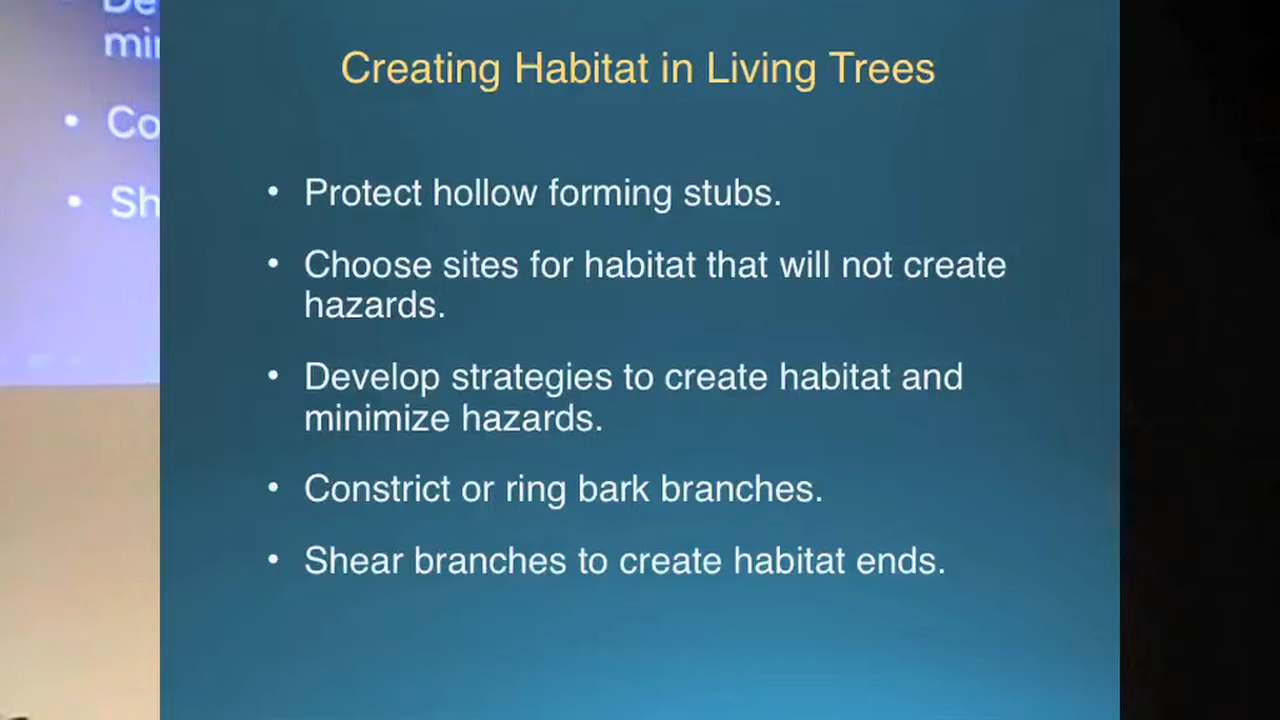 Creating Habitat in Living Trees
• Protect hollow forming stubs.
• Choose sites for habitat that will not create
hazards.
• Develop strategies to create habitat and
minimize hazards.
• Constrict or ring bark branches.
• Shear branches to create habitat ends.